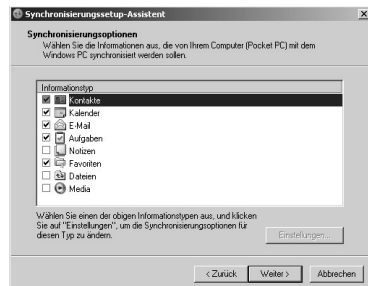 Synchronisierungssetup-Assistent
Synchronisierungsoptionen
Wählen Sie die Informationen aus, die von Ihrem Computer (Pocket PC) mit dem
Windows PC synchronisiert werden sollen.
Informationstyp
Kontakte
Kalender
E-Mail
Aufgaben
Notizen
Favoriten
Dateien
Media
Wählen Sie einen der obigen Informationstypen aus, und klicken
Sie auf "Einstellungen", um die Synchronisierungsoptionen für
diesen Typ zu ändern.
Einstellungen...
< Zurück
Weiter >
Abbrechen